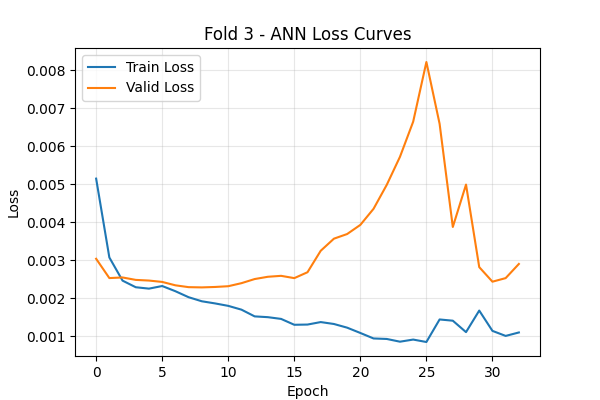 Fold 3 - ANN Loss Curves
Train Loss
Valid Loss
0.008
0.007
0.006
0.005
0.004
0.003
0.002
0.001
Loss
0 5 10 15 20 25 30
Epoch